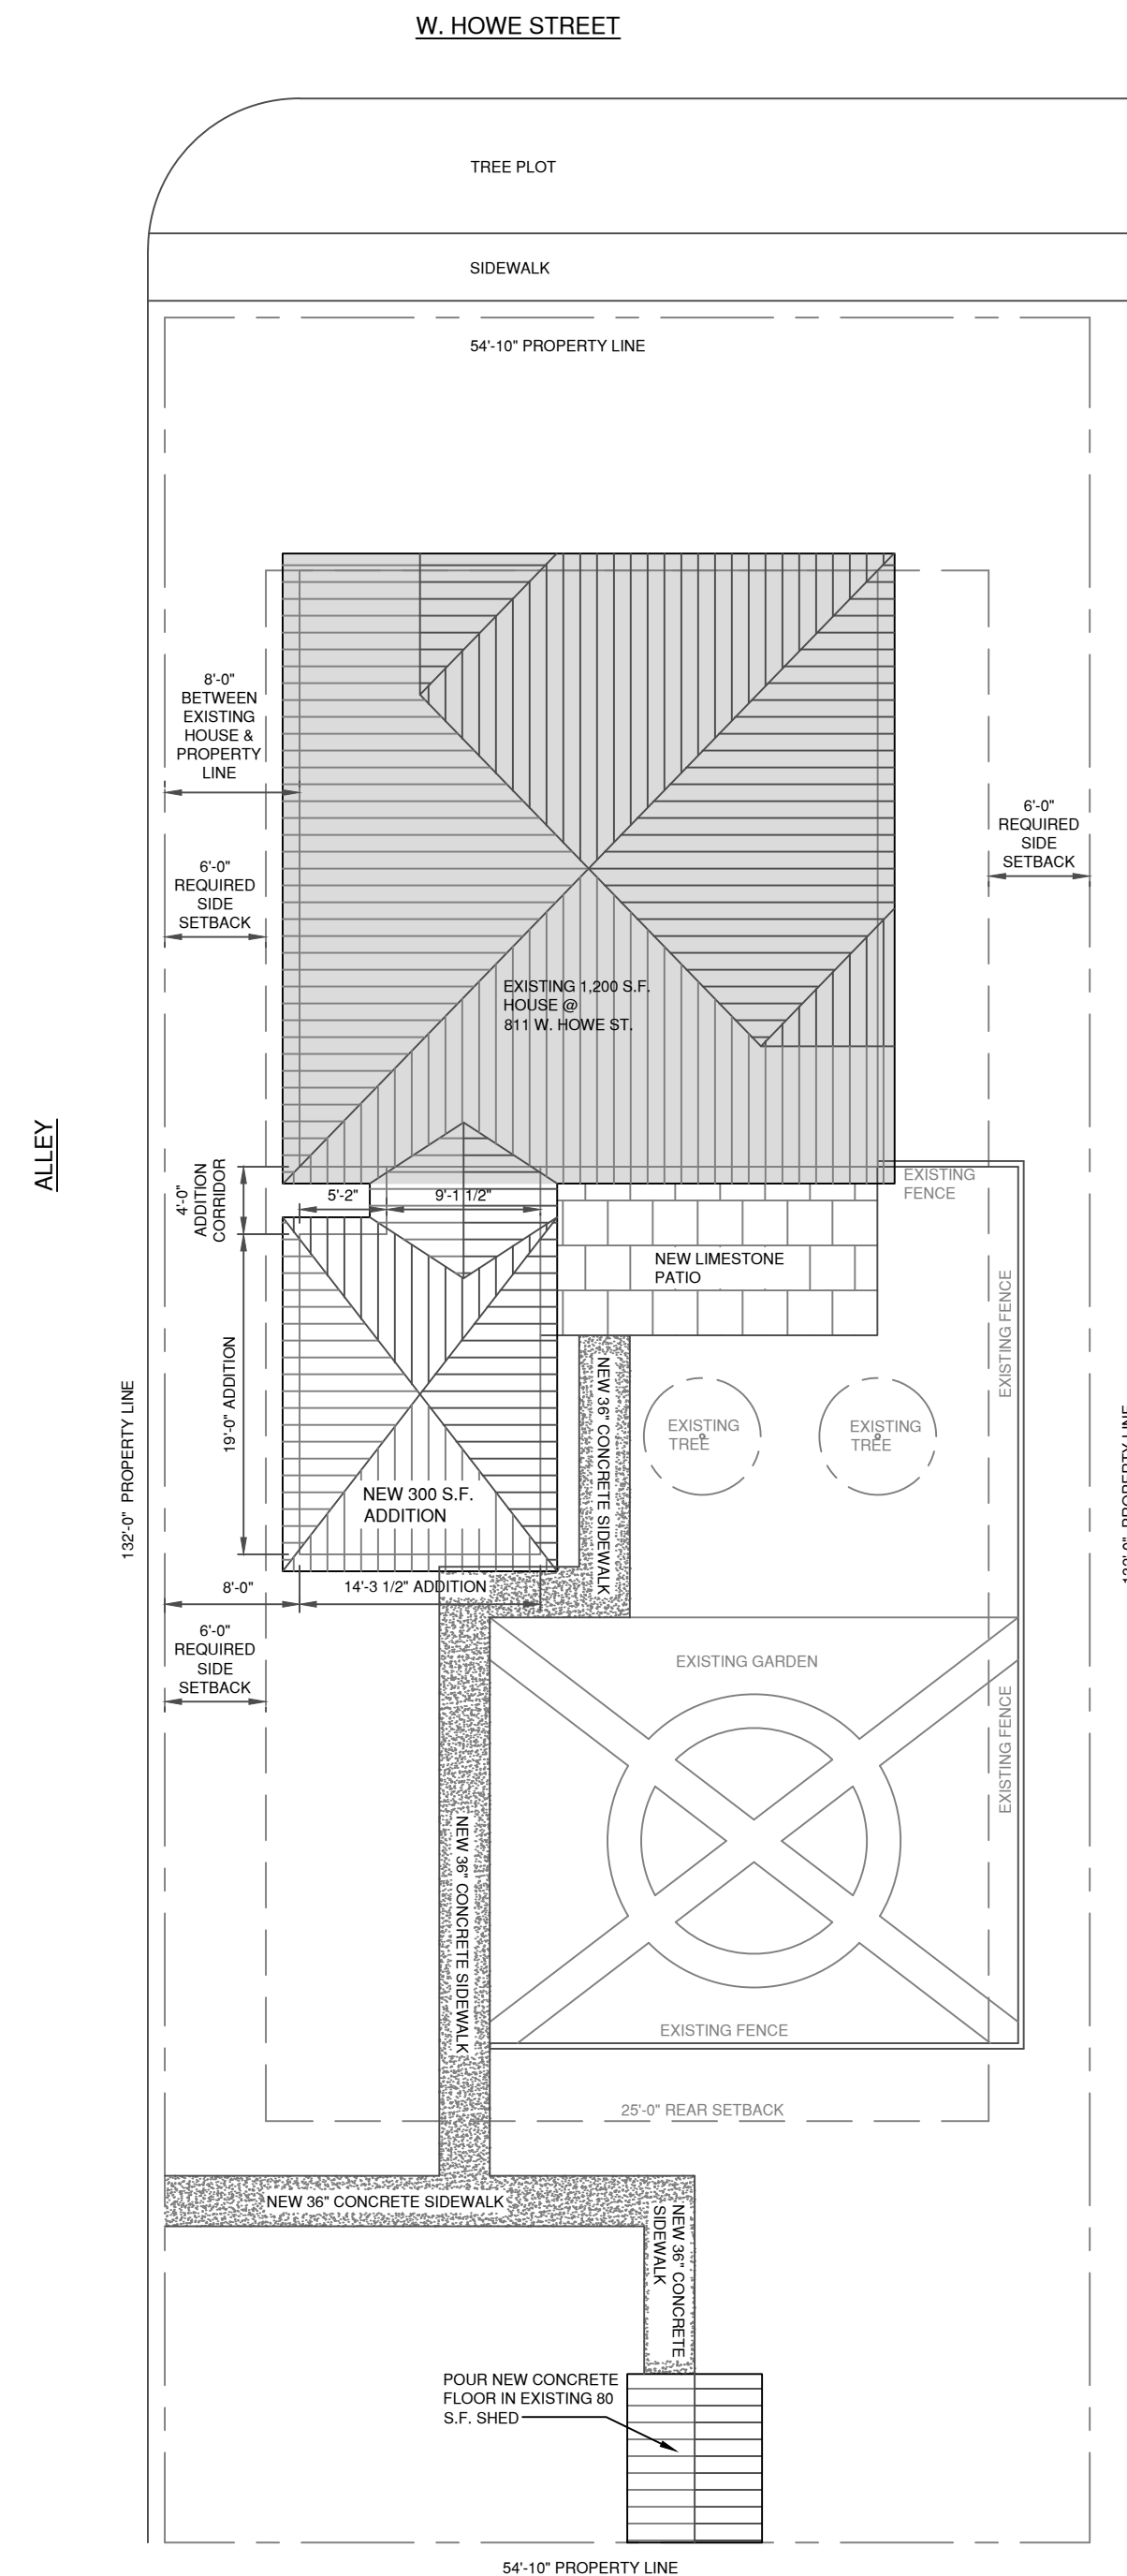 W. HOWE STREET
TREE PLOT
SIDEWALK
54'-10" PROPERTY LINE
8'-0"
BETWEEN
EXISTING
HOUSE &
PROPERTY
LINE
6'-0"
REQUIRED
SIDE
SETBACK
6'-0"
REQUIRED
SIDE
SETBACK
EXISTING 1,200 S.F.
HOUSE @
811 W. HOWE ST.
ALLEY
4'-0"
ADDITION
CORRIDOR
5'-2"
9'-1 1/2"
EXISTING
FENCE
NEW LIMESTONE
PATIO
EXISTING FENCE
19'-0" ADDITION
132'-0" PROPERTY LINE
NEW 36" CONCRETE SIDEWALK
EXISTING
TREE
EXISTING
TREE
132'-0" PROPERTY LINE
NEW 300 S.F.
ADDITION
8'-0"
14'-3 1/2" ADDITION
6'-0"
REQUIRED
SIDE
SETBACK
EXISTING GARDEN
EXISTING FENCE
NEW 36" CONCRETE SIDEWALK
EXISTING FENCE
25'-0" REAR SETBACK
NEW 36" CONCRETE SIDEWALK
NEW 36" CONCRETE
SIDEWALK
POUR NEW CONCRETE
FLOOR IN EXISTING 80
S.F. SHED
54'-10" PROPERTY LINE